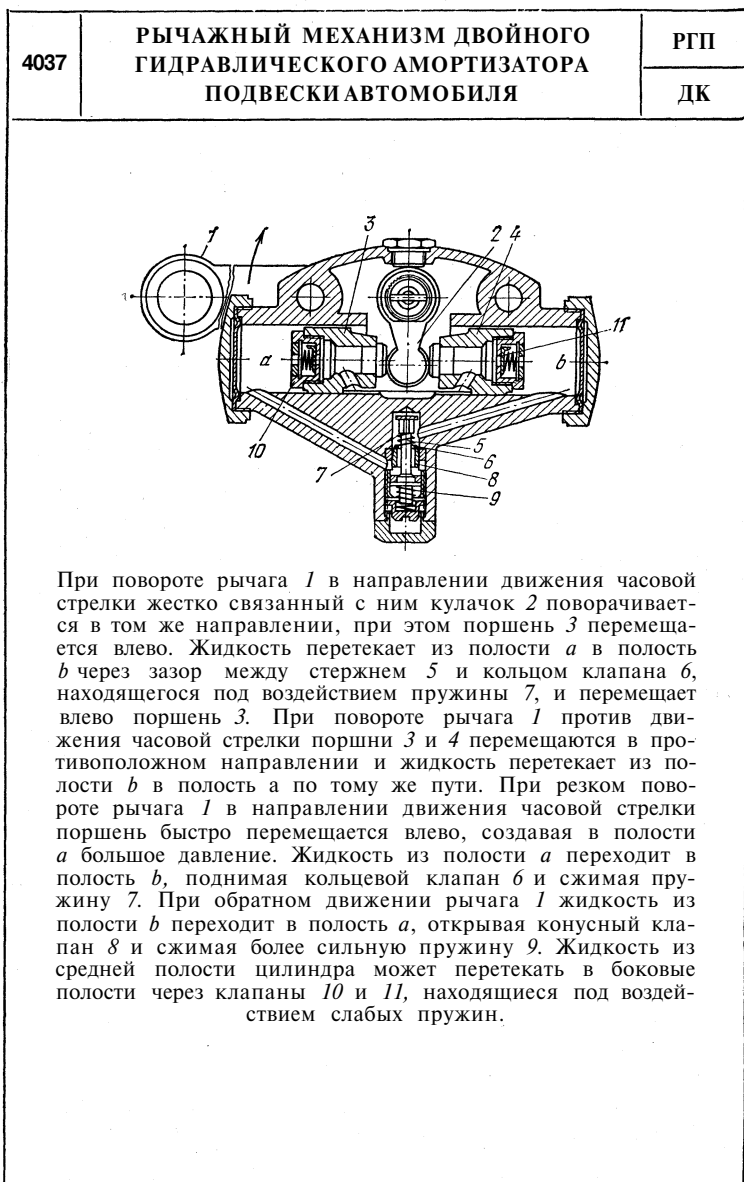 4037
РЫЧАЖНЫЙ МЕХАНИЗМ ДВОЙНОГО
ГИДРАВЛИЧЕСКОГО АМОРТИЗАТОРА
ПОДВЕСКИ АВТОМОБИЛЯ
РГП
ДК
1
3
2
4
11
a
b
10
7
5
6
8
9
При повороте рычага 1 в направлении движения часовой
стрелки жестко связанный с ним кулачок 2 поворачивает-
ся в том же направлении, при этом поршень 3 перемеща-
ется влево. Жидкость перетекает из полости a в полость
b через зазор между стержнем 5 и кольцом клапана 6,
находящегося под воздействием пружины 7, и перемещает
влево поршень 3. При повороте рычага 1 против дви-
жения часовой стрелки поршни 3 и 4 перемещаются в про-
тивоположном направлении и жидкость перетекает из по-
лости b в полость а по тому же пути. При резком пово-
роте рычага 1 в направлении движения часовой стрелки
поршень быстро перемещается влево, создавая в полости
a большое давление. Жидкость из полости a переходит в
полость b, поднимая кольцевой клапан 6 и сжимая пру-
жину 7. При обратном движении рычага 1 жидкость из
полости b переходит в полость a, открывая конусный кла-
пан 8 и сжимая более сильную пружину 9. Жидкость из
средней полости цилиндра может перетекать в боковые
полости через клапаны 10 и 11, находящиеся под воздей-
ствием слабых пружин.